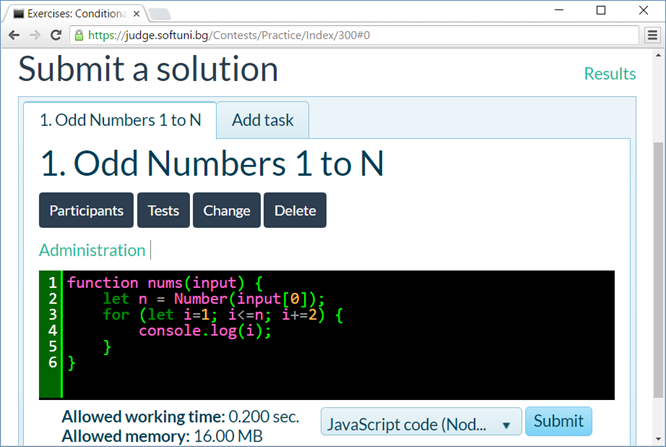 Exercises: Conditiona
https://judge.softuni.bg/Contests/Practice/Index/300#0
Submit a solution
Results
1. Odd Numbers 1 to N
Add task
1. Odd Numbers 1 to N
Participants Tests Change Delete
Administration
1 function nums(input) {
2 let n = Number(input[0]);
3 for (let i=1; i<=n; i+=2) {
4 console.log(i);
5 }
6 }
Allowed working time: 0.200 sec.
Allowed memory: 16.00 MB
JavaScript code (Nod...
Submit